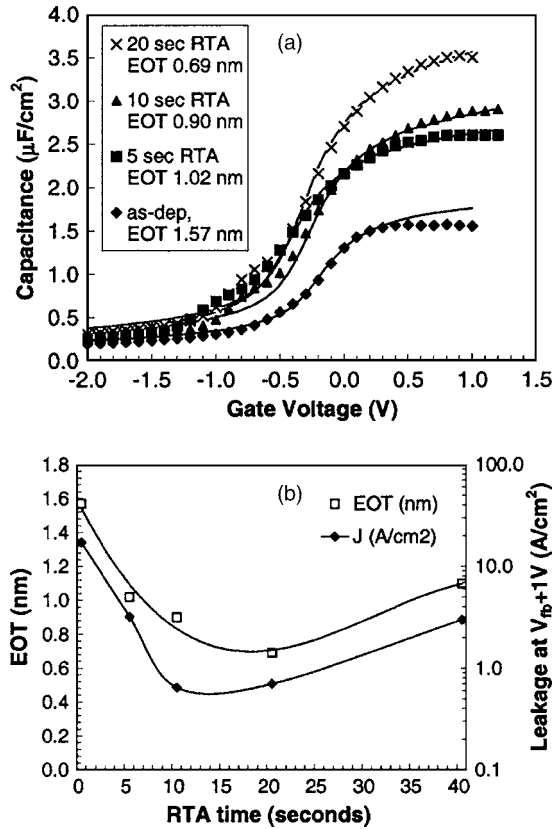 (a)
× 20 sec RTA
EOT 0.69 nm
▲ 10 sec RTA
EOT 0.90 nm
■ 5 sec RTA
EOT 1.02 nm
◆ as-dep,
EOT 1.57 nm
Capacitance (μF/cm²)
4.0
3.5
3.0
2.5
2.0
1.5
1.0
0.5
0.0
-2.0 -1.5 -1.0 -0.5 0.0 0.5 1.0
Gate Voltage (V)
(b)
□ EOT (nm)
◆ J (A/cm2)
EOT (nm)
1.8
1.6
1.4
1.2
1.0
0.8
0.6
0.4
0.2
0.0
100.0
10.0
1.0
0.1
Leakage at Vfb+1V (A/cm²)
0 5 10 15 20 25 30 35 40
RTA time (seconds)